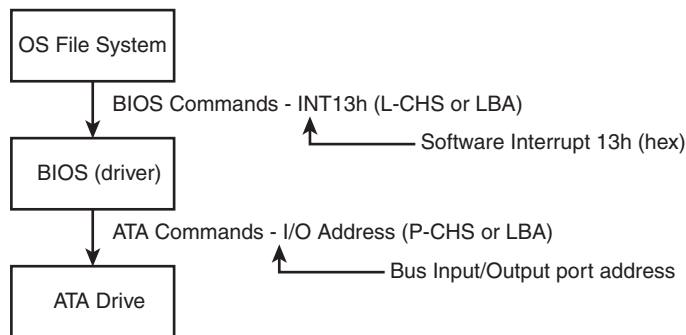 OS File System
BIOS Commands - INT13h (L-CHS or LBA)
Software Interrupt 13h (hex)
BIOS (driver)
ATA Commands - I/O Address (P-CHS or LBA)
Bus Input/Output port address
ATA Drive